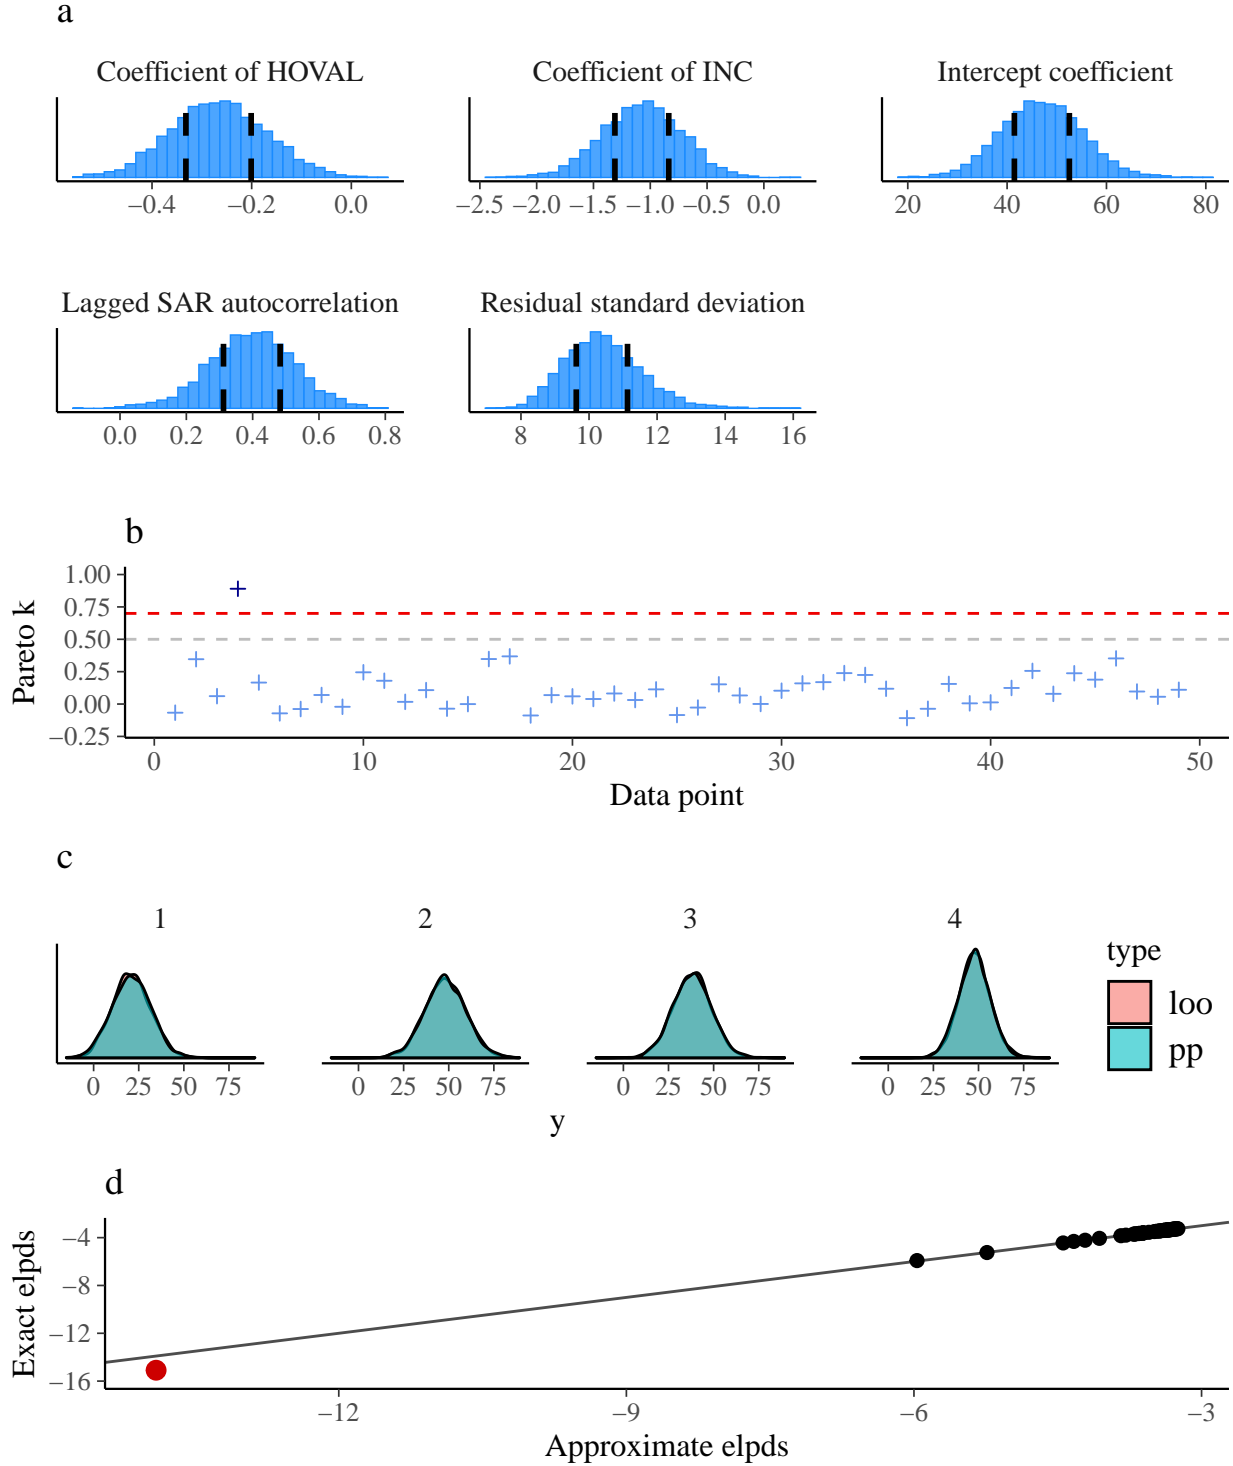 a
Coefficient of HOVAL
Coefficient of INC
Intercept coefficient
−0.4 −0.2 0.0
−2.5 −2.0 −1.5 −1.0 −0.5 0.0
20 40 60 80
Lagged SAR autocorrelation
Residual standard deviation
0.0 0.2 0.4 0.6 0.8
8 10 12 14 16
b
Pareto k
1.00
0.75
0.50
0.25
0.00
−0.25
0 10 20 30 40 50
Data point
c
1 2 3 4
0 25 50 75
0 25 50 75
0 25 50 75
0 25 50 75
y
type
loo
pp
d
Exact elpds
−4
−8
−12
−16
−12 −9 −6 −3
Approximate elpds